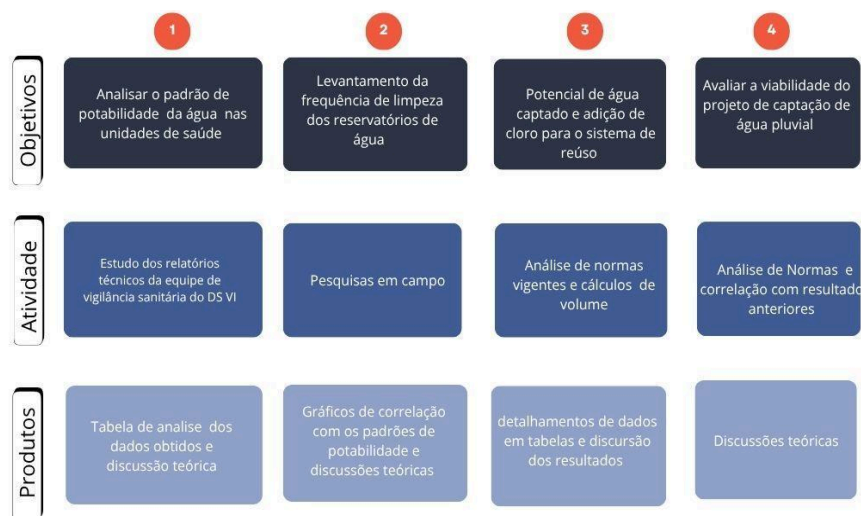 1
2
3
4
Objetivos
Analisar o padrão de
potabilidade da água nas
unidades de saúde
Levantamento da
frequência de limpeza
dos reservatórios de
água
Potencial de água
captado e adição de
cloro para o sistema de
reúso
Avaliar a viabilidade do
projeto de captação de
água pluvial
Atividade
Estudo dos relatórios
técnicos da equipe de
vigilância sanitária do DS VI
Pesquisas em campo
Análise de normas
vigentes e cálculos de
volume
Análise de Normas e
correlação com resultado
anteriores
Produtos
Tabela de analise dos
dados obtidos e
discussão teórica
Gráficos de correlação
com os padrões de
potabilidade e
discussões teóricas
detalhamentos de dados
em tabelas e discursão
dos resultados
Discussões teóricas